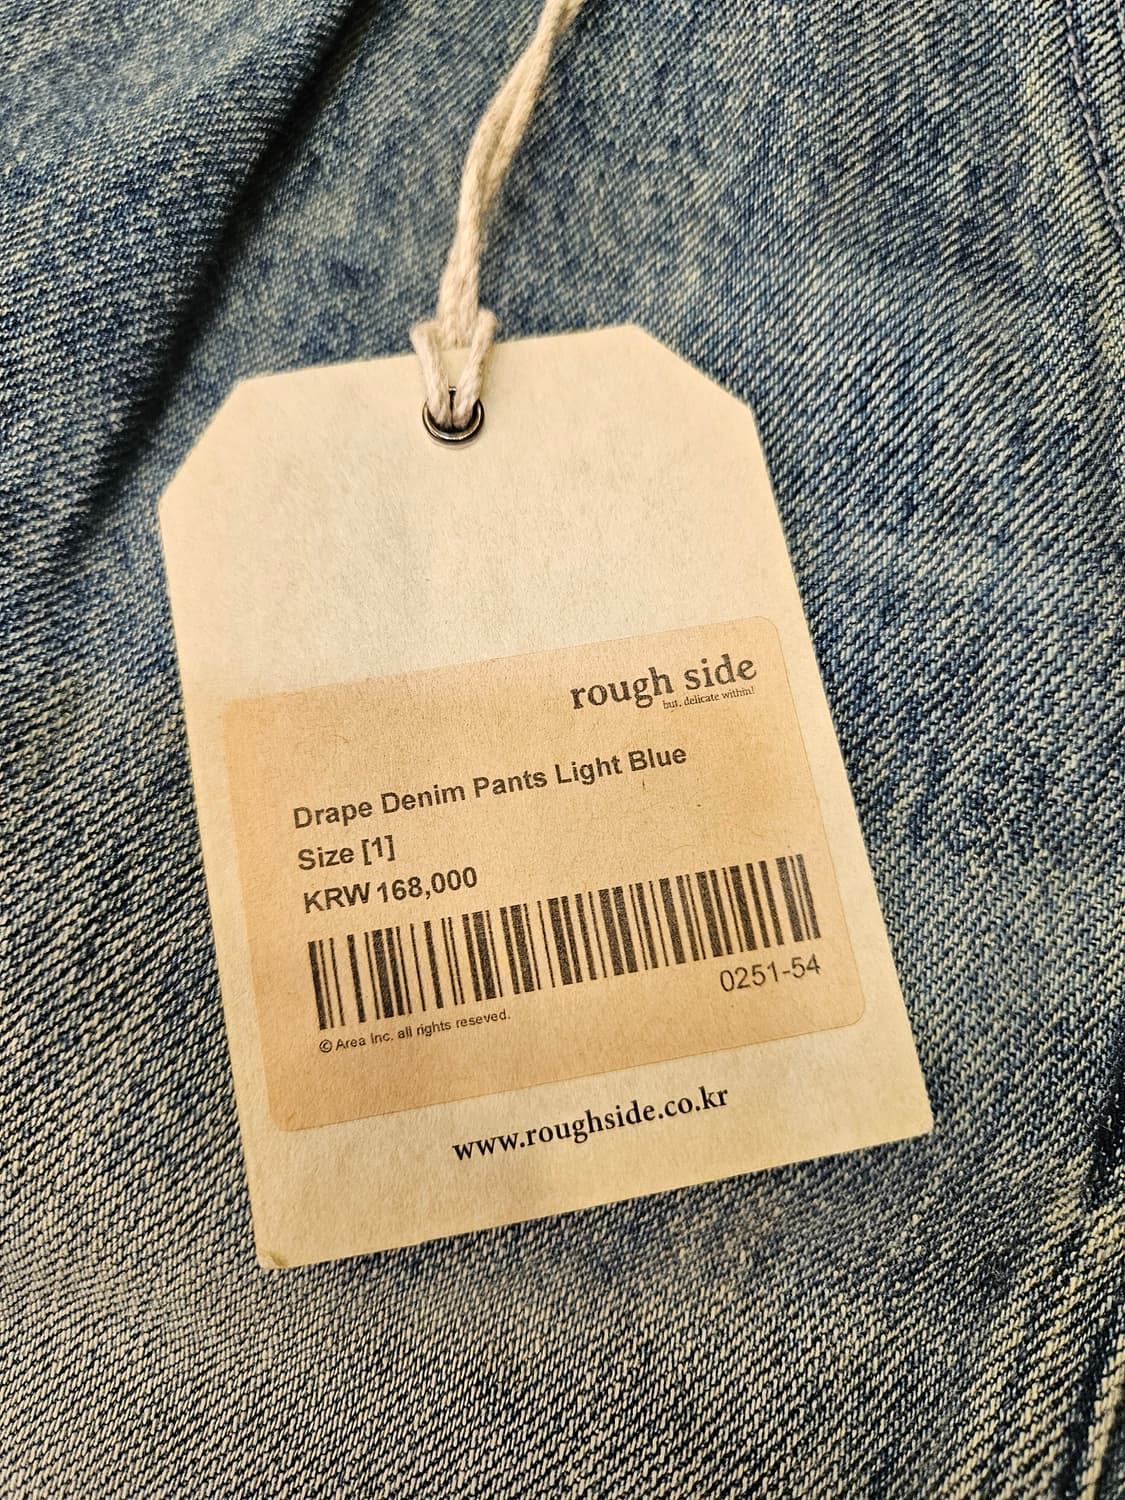 rough side
but, delicate within!
Drape Denim Pants Light Blue
Size [1]
KRW 168,000
0251-54
© Area Inc. all rights reseved.
www.roughside.co.kr